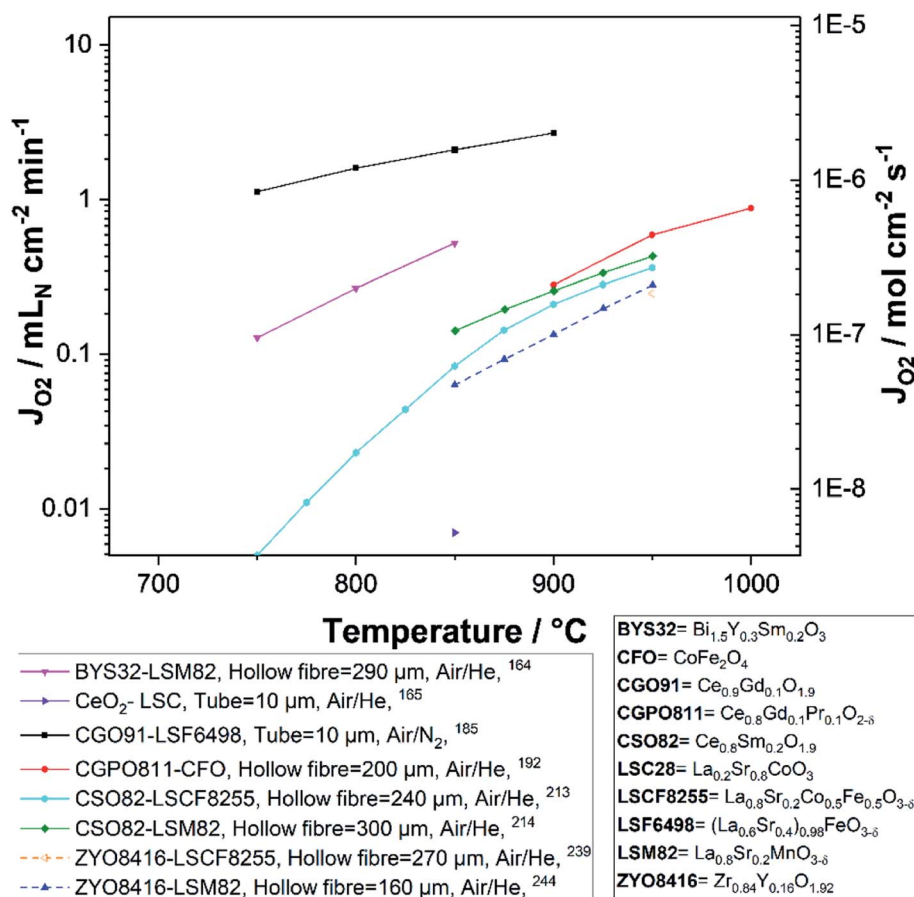 10
1
0.1
0.01
J_O2 / mL_N cm^-2 min^-1
1E-5
1E-6
1E-7
1E-8
J_O2 / mol cm^-2 s^-1
700 800 900 1000
Temperature / °C
BYS32-LSM82, Hollow fibre=290 µm, Air/He, 164
CeO2- LSC, Tube=10 µm, Air/He, 165
CGO91-LSF6498, Tube=10 µm, Air/N2, 185
CGPO811-CFO, Hollow fibre=200 µm, Air/He, 192
CSO82-LSCF8255, Hollow fibre=240 µm, Air/He, 213
CSO82-LSM82, Hollow fibre=300 µm, Air/He, 214
ZYO8416-LSCF8255, Hollow fibre=270 µm, Air/He, 239
ZYO8416-LSM82, Hollow fibre=160 µm, Air/He, 244
BYS32= Bi1.5Y0.3Sm0.2O3
CFO= CoFe2O4
CGO91= Ce0.9Gd0.1O1.9
CGPO811= Ce0.8Gd0.1Pr0.1O2-δ
CSO82= Ce0.8Sm0.2O1.9
LSC28= La0.2Sr0.8CoO3
LSCF8255= La0.8Sr0.2Co0.5Fe0.5O3-δ
LSF6498= (La0.6Sr0.4)0.98FeO3-δ
LSM82= La0.8Sr0.2MnO3-δ
ZYO8416= Zr0.84Y0.16O1.92